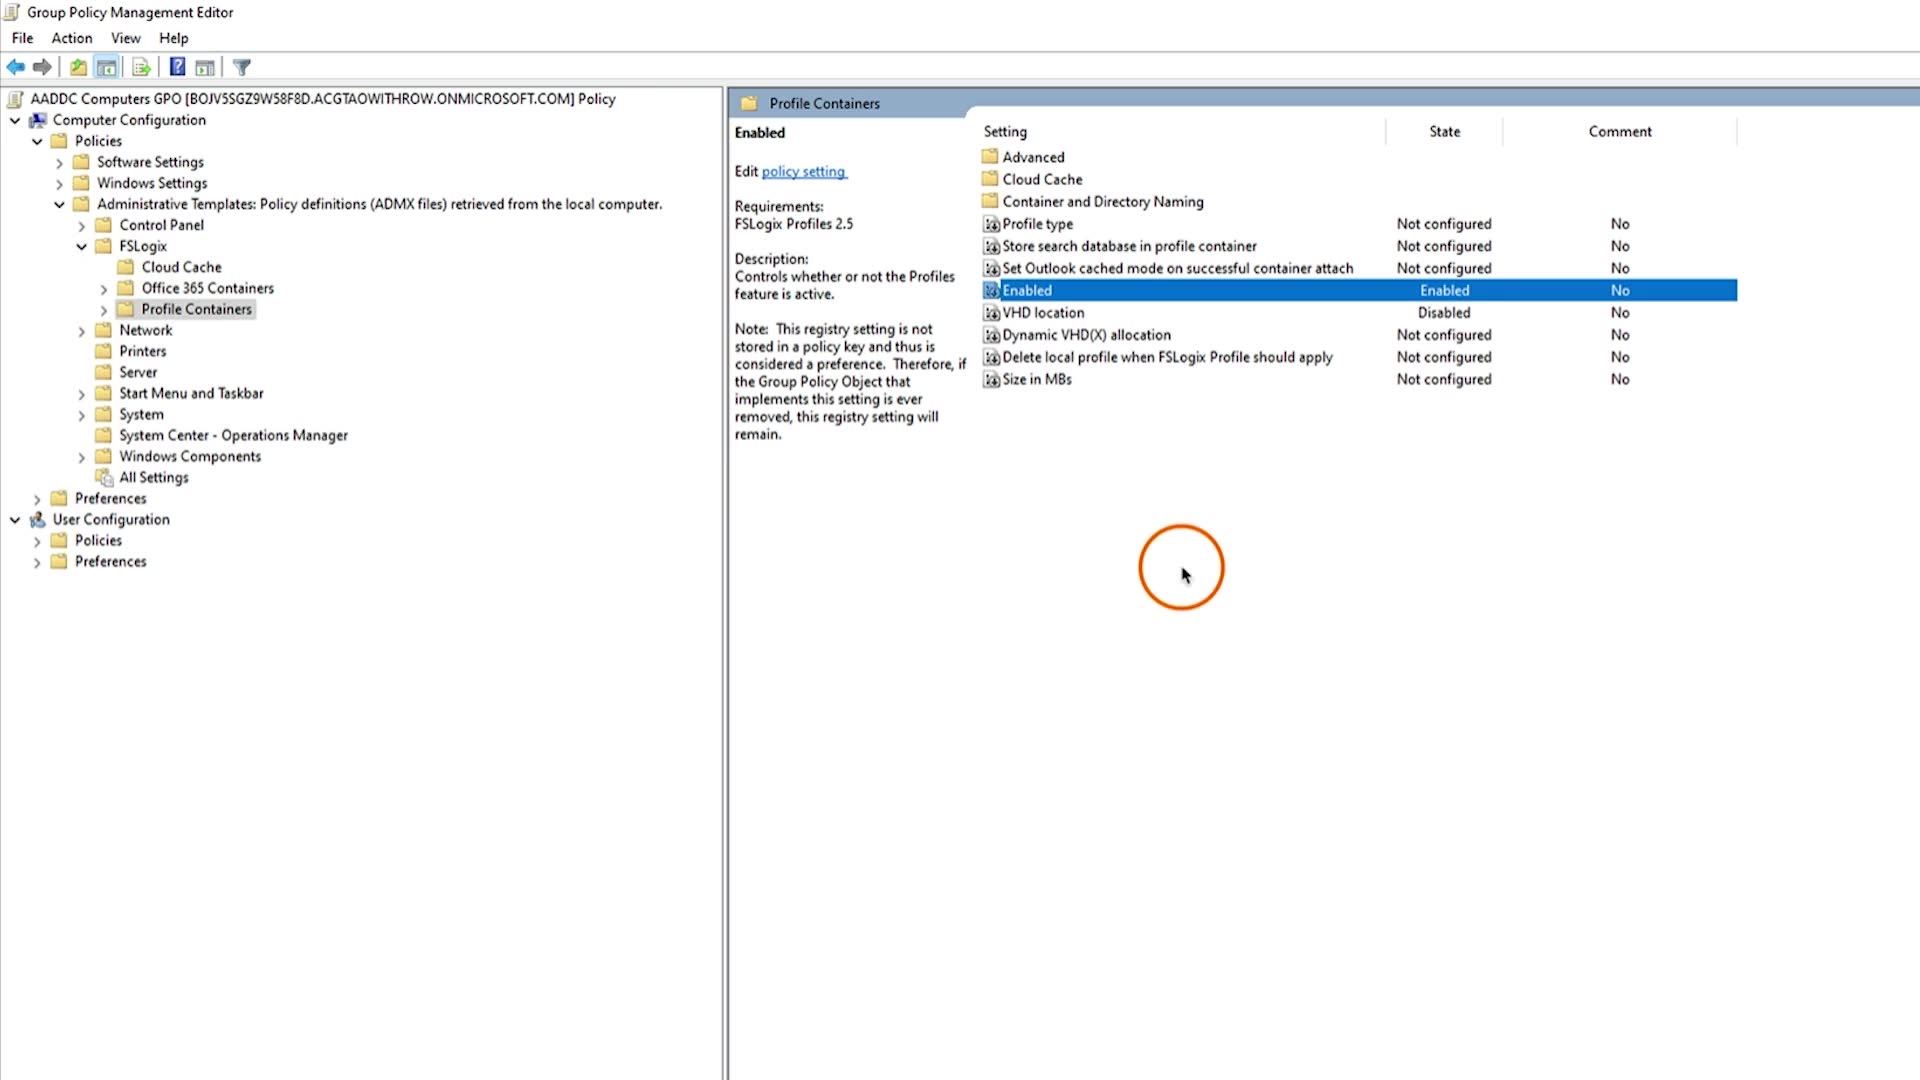 Group Policy Management Editor
File Action View Help
AADDC Computers GPO [BOJV5SGZ9W58F8D.ACGTAOWITHROW.ONMICROSOFT.COM] Policy
Computer Configuration
Policies
Software Settings
Windows Settings
Administrative Templates: Policy definitions (ADMX files) retrieved from the local computer.
Control Panel
FSLogix
Cloud Cache
Office 365 Containers
Profile Containers
Network
Printers
Server
Start Menu and Taskbar
System
System Center - Operations Manager
Windows Components
All Settings
Preferences
User Configuration
Policies
Preferences
Profile Containers
Enabled
Edit policy setting
Requirements:
FSLogix Profiles 2.5
Description:
Controls whether or not the Profiles
feature is active.
Note: This registry setting is not
stored in a policy key and thus is
considered a preference. Therefore, if
the Group Policy Object that
implements this setting is ever
removed, this registry setting will
remain.
Setting State Comment
Advanced
Cloud Cache
Container and Directory Naming
Profile type Not configured No
Store search database in profile container Not configured No
Set Outlook cached mode on successful container attach Not configured No
Enabled Enabled No
VHD location Disabled No
Dynamic VHD(X) allocation Not configured No
Delete local profile when FSLogix Profile should apply Not configured No
Size in MBs Not configured No